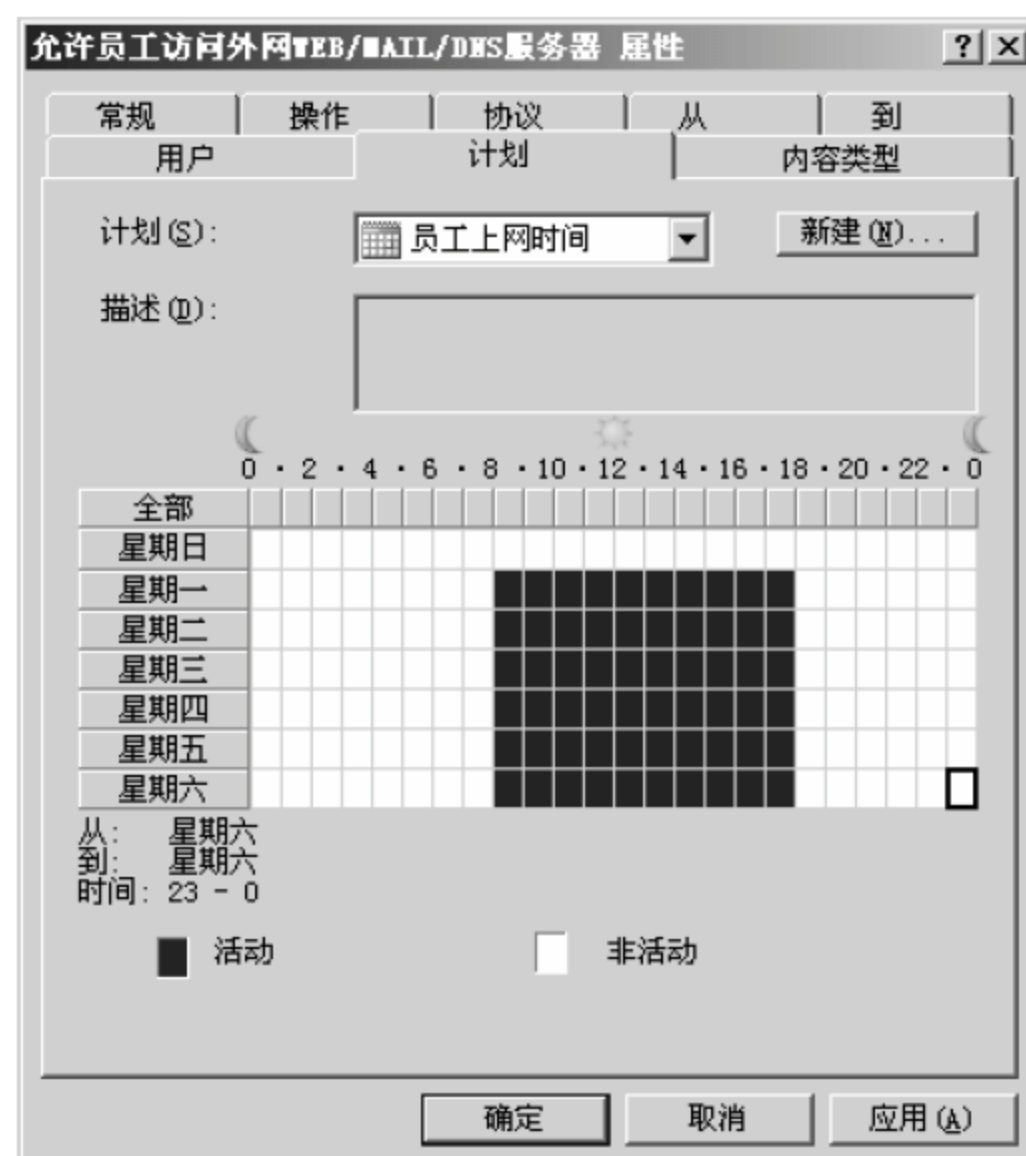 允许员工访问外网WEB/MAIL/DNS服务器 属性
常规 操作 协议 从 到
用户 计划 内容类型
计划(S): 员工上网时间 新建(N)...
描述(D):
0 · 2 · 4 · 6 · 8 · 10 · 12 · 14 · 16 · 18 · 20 · 22 · 0
全部
星期日
星期一
星期二
星期三
星期四
星期五
星期六
从: 星期六
到: 星期六
时间: 23 - 0
活动 非活动
确定 取消 应用(A)